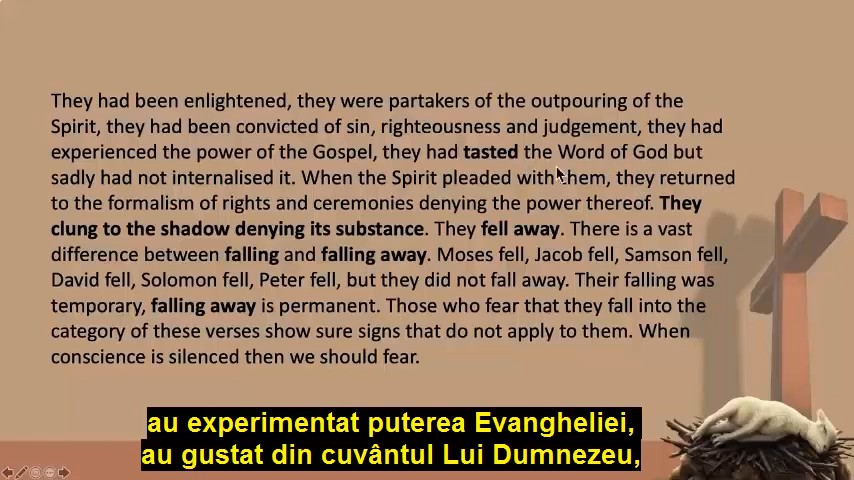 They had been enlightened, they were partakers of the outpouring of the
Spirit, they had been convicted of sin, righteousness and judgement, they had
experienced the power of the Gospel, they had tasted the Word of God but
sadly had not internalised it. When the Spirit pleaded with them, they returned
to the formalism of rights and ceremonies denying the power thereof. They
clung to the shadow denying its substance. They fell away. There is a vast
difference between falling and falling away. Moses fell, Jacob fell, Samson fell,
David fell, Solomon fell, Peter fell, but they did not fall away. Their falling was
temporary, falling away is permanent. Those who fear that they fall into the
category of these verses show sure signs that do not apply to them. When
conscience is silenced then we should fear.
au experimentat puterea Evangheliei,
au gustat din cuvântul Lui Dumnezeu,